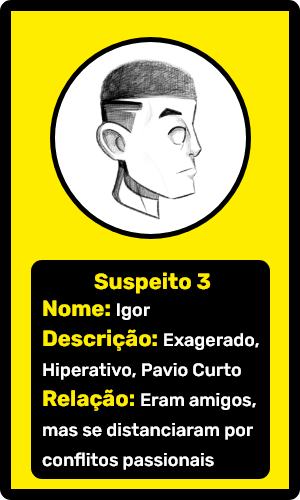 Suspeito 3
Nome: Igor
Descrição: Exagerado,
Hiperativo, Pavio Curto
Relação: Eram amigos,
mas se distanciaram por
conflitos passionais